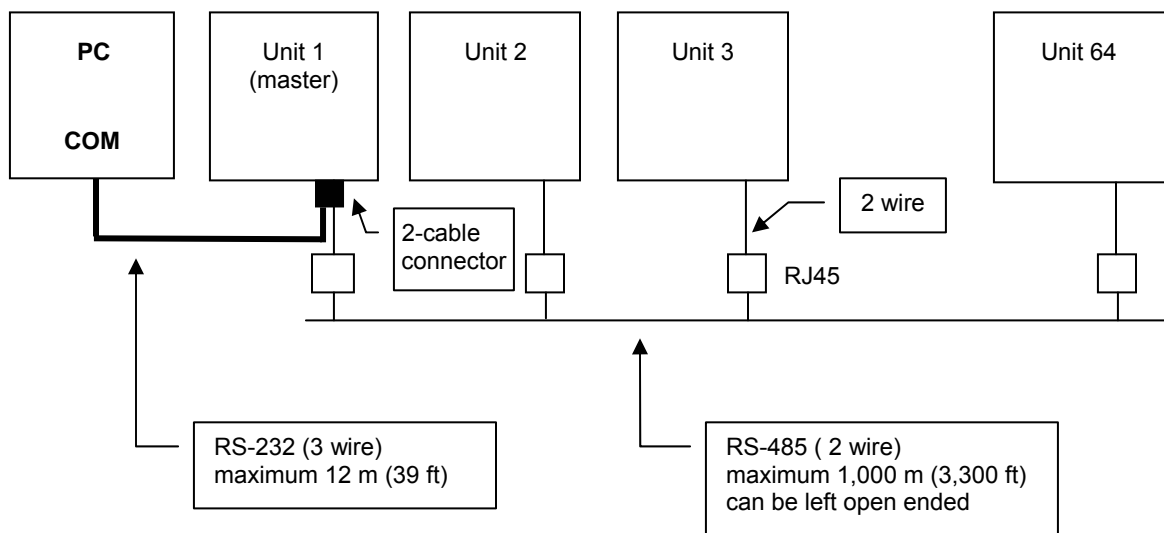 PC
COM
Unit 1
(master)
Unit 2
Unit 3
Unit 64
2-cable
connector
2 wire
RJ45
RS-232 (3 wire)
maximum 12 m (39 ft)
RS-485 ( 2 wire)
maximum 1,000 m (3,300 ft)
can be left open ended